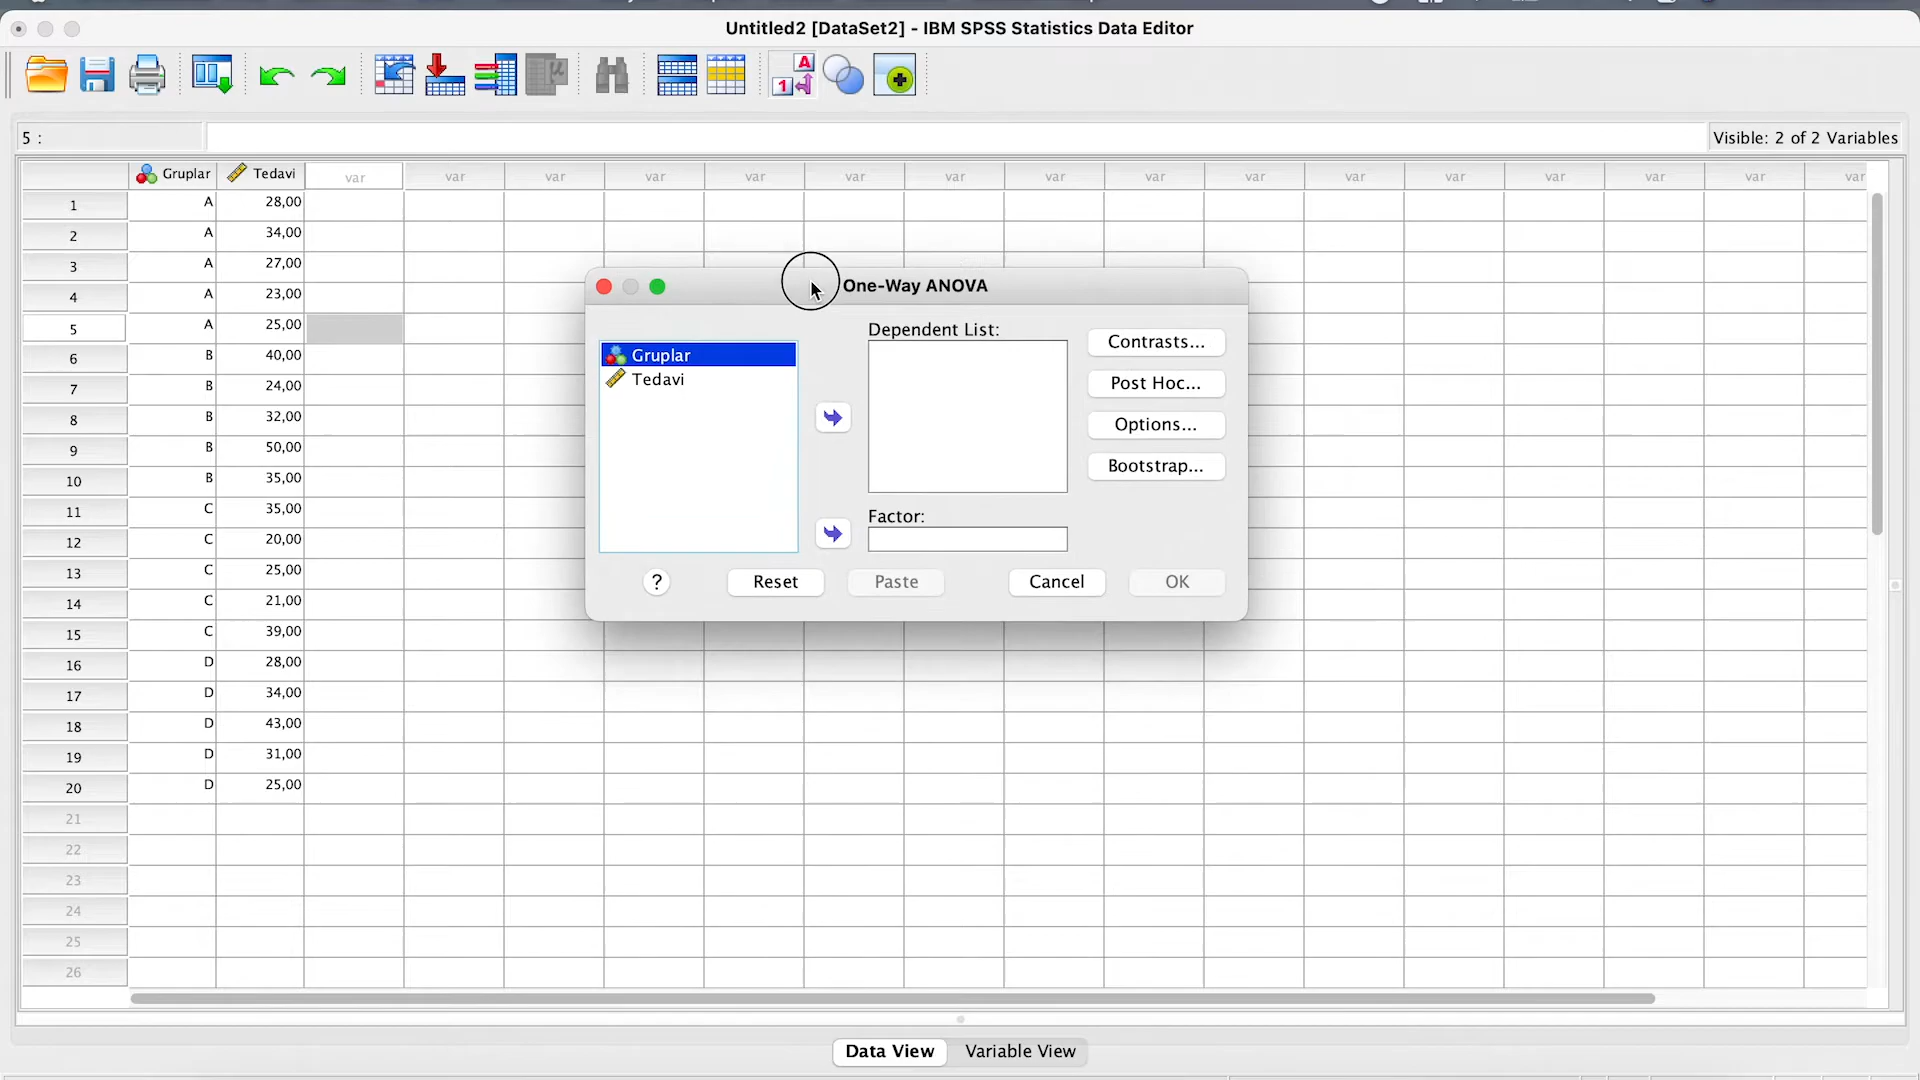 Untitled2 [DataSet2] - IBM SPSS Statistics Data Editor
5 :
Visible: 2 of 2 Variables
Gruplar Tedavi var var var var var var var var var var var var var var var var
1 A 28,00
2 A 34,00
3 A 27,00
4 A 23,00
5 A 25,00
6 B 40,00
7 B 24,00
8 B 32,00
9 B 50,00
10 B 35,00
11 C 35,00
12 C 20,00
13 C 25,00
14 C 21,00
15 C 39,00
16 D 28,00
17 D 34,00
18 D 43,00
19 D 31,00
20 D 25,00
21
22
23
24
25
26
One-Way ANOVA
Gruplar
Tedavi
Dependent List:
Factor:
Contrasts...
Post Hoc...
Options...
Bootstrap...
? Reset Paste Cancel OK
Data View Variable View